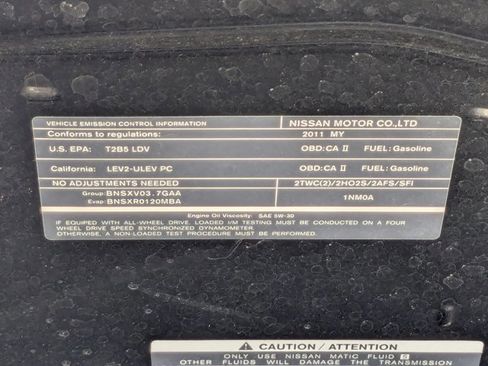 VEHICLE EMISSION CONTROL INFORMATION NISSAN MOTOR CO.,LTD
Conforms to regulations: 2011 MY
U.S. EPA: T2B5 LDV OBD:CA II FUEL: Gasoline
California: LEV2-ULEV PC OBD:CA II FUEL: Gasoline
NO ADJUSTMENTS NEEDED 2TWC(2)/2HO2S/2AFS/SFI
Group: BNSXV03.7GAA
Evap: BNSXR0120MBA 1NM0A
Engine Oil Viscosity: SAE 5W-30
IF EQUIPPED WITH ALL-WHEEL DRIVE, LOADED I/M TESTING MUST BE CONDUCTED ON A FOUR WHEEL
DRIVE SPEED SYNCHRONIZED DYNAMOMETER.
OTHERWISE, A NON-LOADED TEST PROCEDURE MUST BE PERFORMED.
CAUTION / ATTENTION
ONLY USE NISSAN MATIC FLUID S
OTHER FLUIDS WILL DAMAGE THE TRANSMISSION